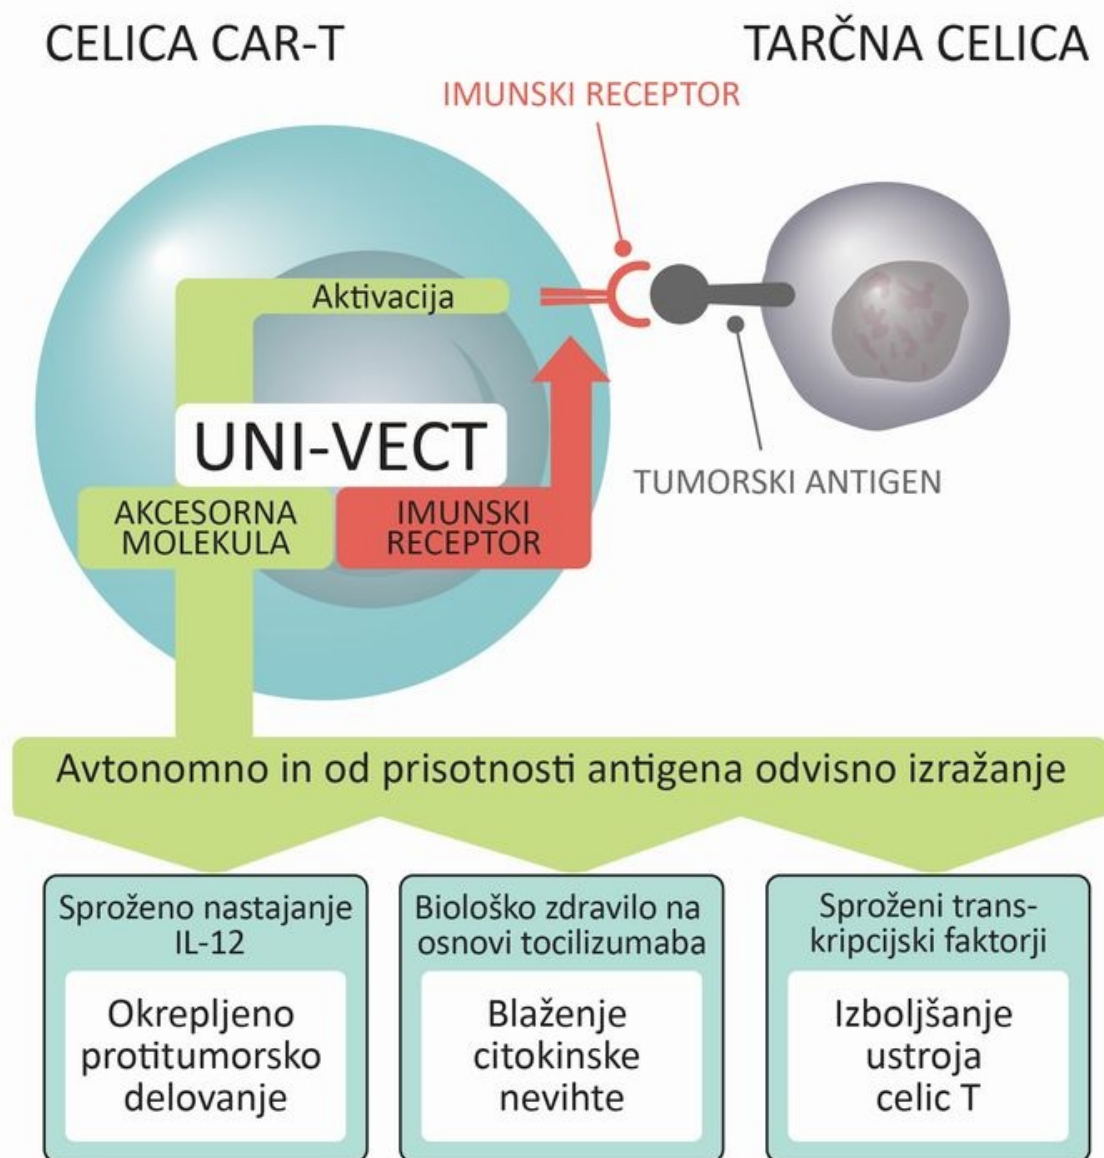 CELICA CAR-T
TARČNA CELICA
IMUNSKI RECEPTOR
Aktivacija
UNI-VECT
TUMORSKI ANTIGEN
AKCESORNA
MOLEKULA
IMUNSKI
RECEPTOR
Avtonomno in od prisotnosti antigena odvisno izražanje
Sproženo nastajanje
IL-12
Okrepljeno
protitumorsko
delovanje
Biološko zdravilo na
osnovi tocilizumaba
Blaženje
citokinske
nevihte
Sproženi trans-
kripcijski faktorji
Izboljšanje
ustroja
celic T